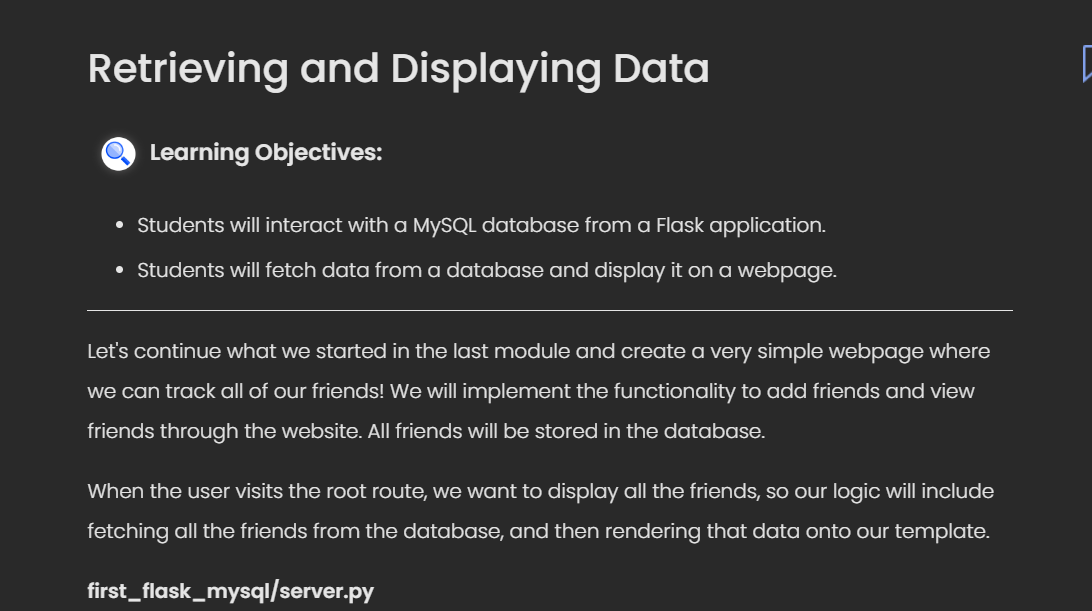 Retrieving and Displaying Data
Learning Objectives:
• Students will interact with a MySQL database from a Flask application.
• Students will fetch data from a database and display it on a webpage.
Let's continue what we started in the last module and create a very simple webpage where
we can track all of our friends! We will implement the functionality to add friends and view
friends through the website. All friends will be stored in the database.
When the user visits the root route, we want to display all the friends, so our logic will include
fetching all the friends from the database, and then rendering that data onto our template.
first_flask_mysql/server.py